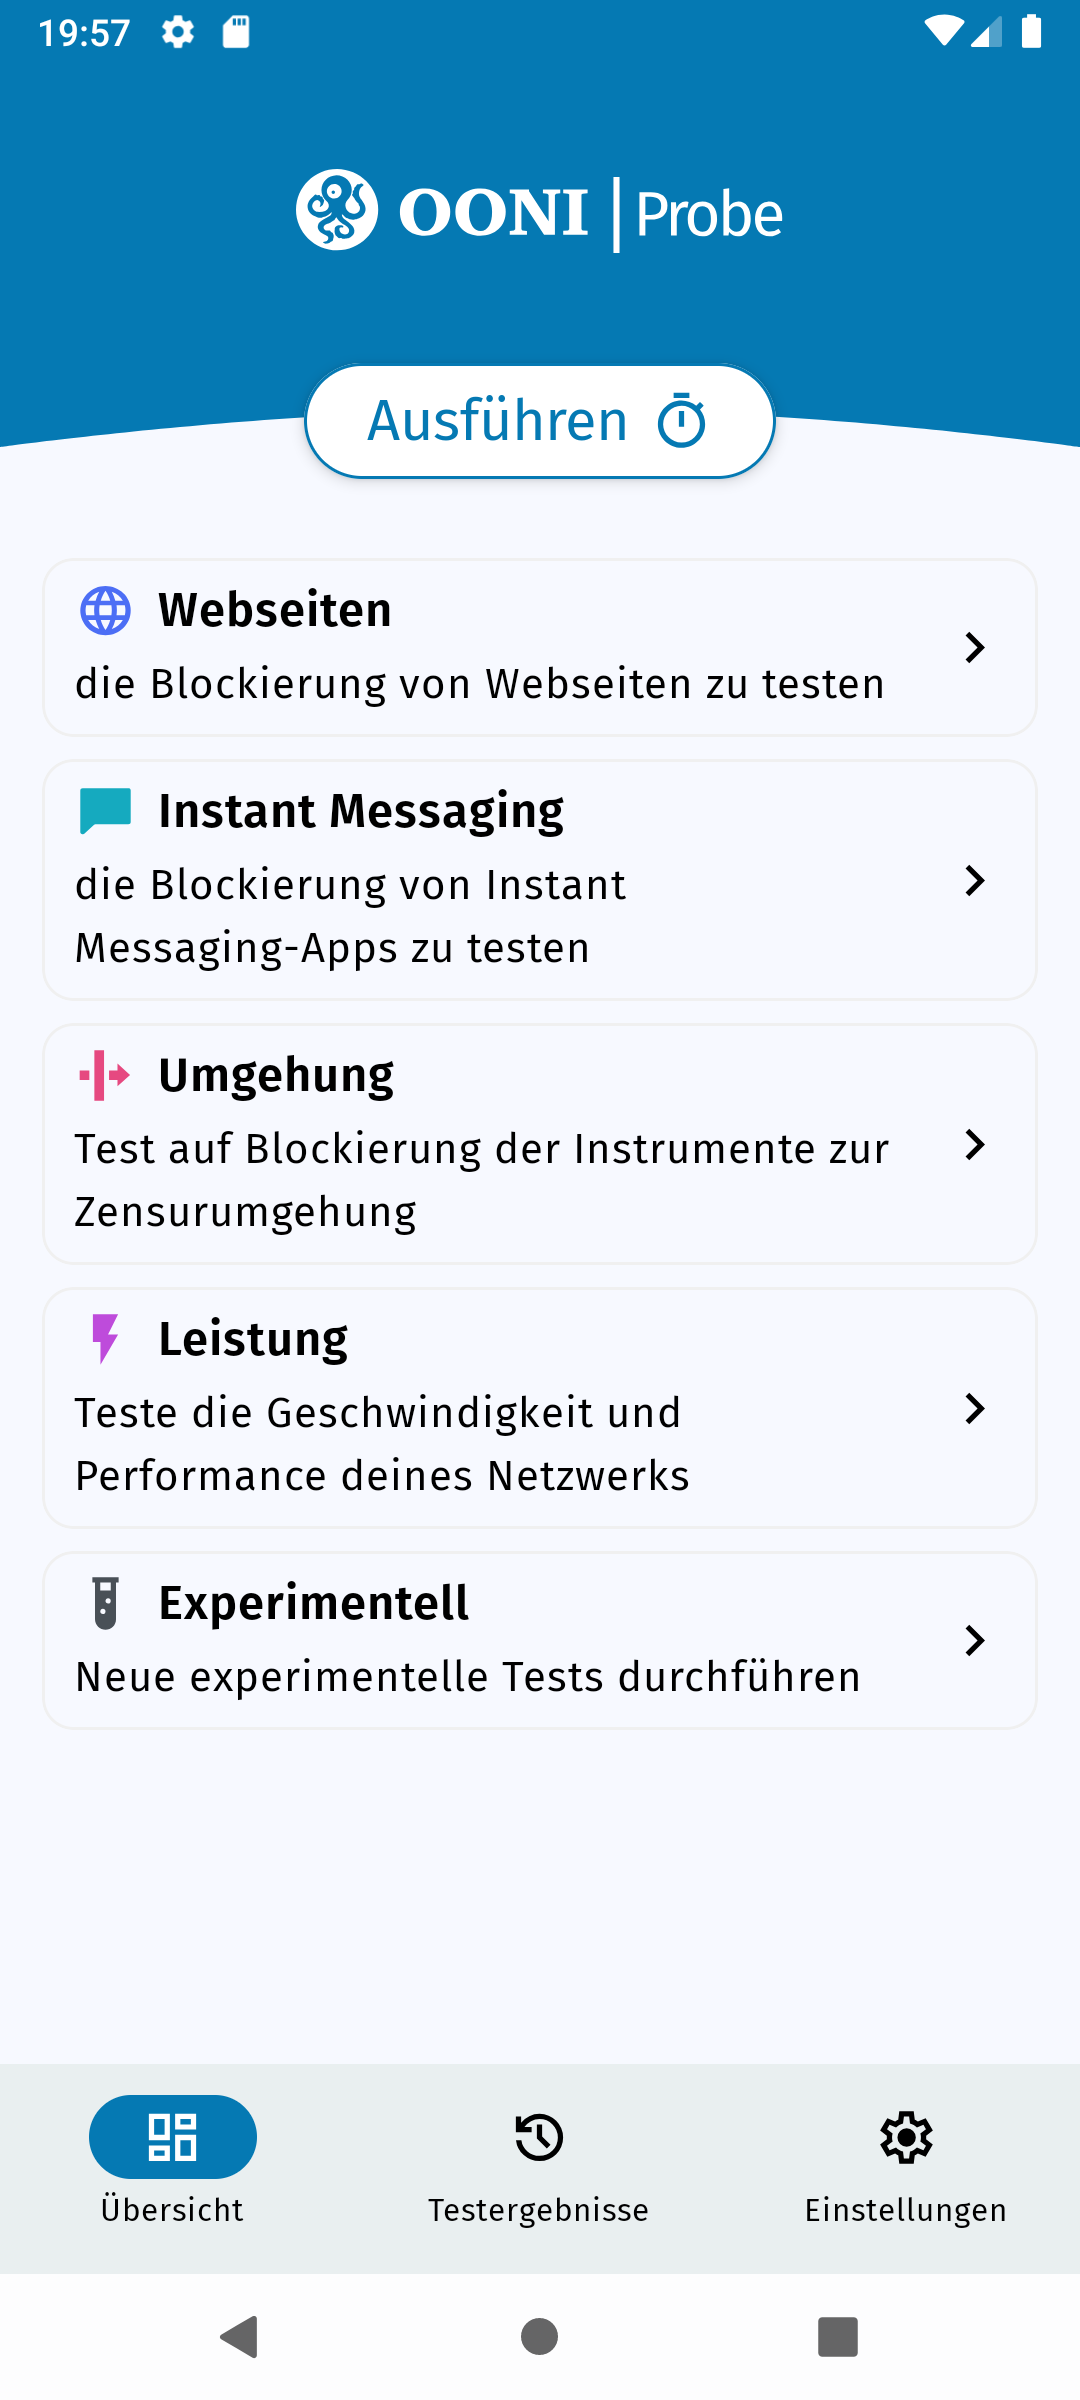 19:57
OONI | Probe
Ausführen
Webseiten
die Blockierung von Webseiten zu testen
Instant Messaging
die Blockierung von Instant
Messaging-Apps zu testen
Umgehung
Test auf Blockierung der Instrumente zur
Zensurumgehung
Leistung
Teste die Geschwindigkeit und
Performance deines Netzwerks
Experimentell
Neue experimentelle Tests durchführen
Übersicht
Testergebnisse
Einstellungen